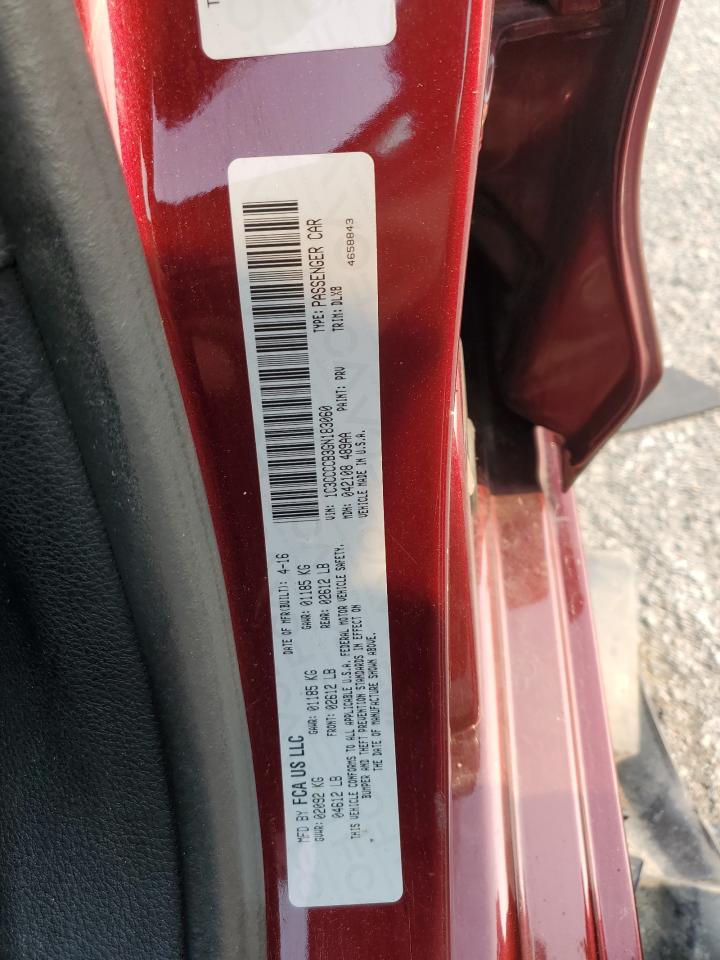 MFD BY FCA US LLC
DATE OF MFR(BUILT): 4-16
GVWR: 02092 KG
04612 LB
GAWR: 01185 KG
FRONT: 02612 LB
GAWR: 01185 KG
REAR: 02612 LB
THIS VEHICLE CONFORMS TO ALL APPLICABLE U.S.A. FEDERAL MOTOR VEHICLE SAFETY,
BUMPER AND THEFT PREVENTION STANDARDS IN EFFECT ON
THE DATE OF MANUFACTURE SHOWN ABOVE.
VIN: 1C3CCCCB3GN183060
TYPE: PASSENGER CAR
MDH: 042108 489AA
PAINT: PRV
TRIM: DLX8
VEHICLE MADE IN U.S.A.
4658843